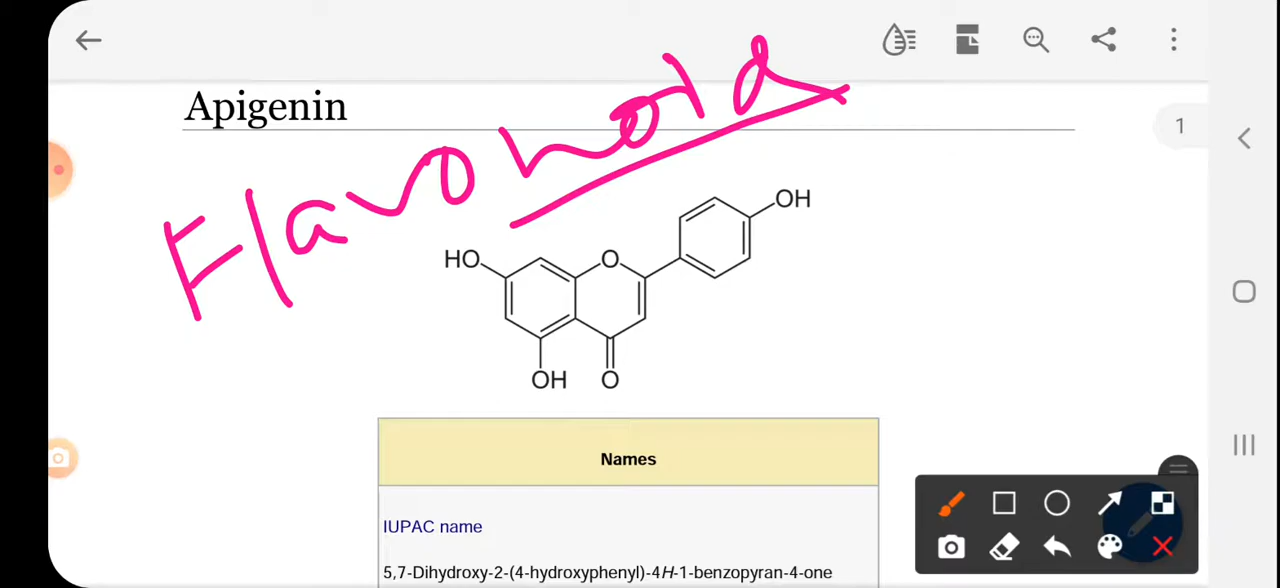 Apigenin
1
Flavonoid
OH
HO
O
OH
O
Names
IUPAC name
5,7-Dihydroxy-2-(4-hydroxyphenyl)-4H-1-benzopyran-4-one